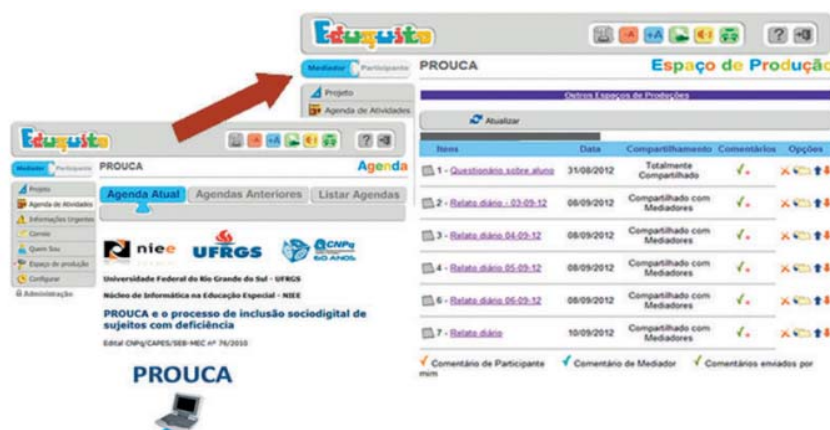 Eduquito
Mediador Participante
PROUCA
Espaço de Produção
Projeto
Agenda de Atividades
Outros Espaços de Produções
Atualizar
Itens Data Compartilhamento Comentários Opções
1 - Questionário sobre aluno 31/08/2012 Totalmente Compartilhado
2 - Relato diário - 03-09-12 08/09/2012 Compartilhado com Mediadores
3 - Relato diário 04-09-12 08/09/2012 Compartilhado com Mediadores
4 - Relato diário 05-09-12 08/09/2012 Compartilhado com Mediadores
6 - Relato diário 06-09-12 08/09/2012 Compartilhado com Mediadores
7 - Relato diário 10/09/2012 Compartilhado com Mediadores
Comentário de Participante Comentário de Mediador Comentários enviados por
mim
Eduquito
-A +A ?
Mediador Participante
PROUCA
Agenda
Agenda Atual Agendas Anteriores Listar Agendas
Projeto
Agenda de Atividades
Informações Urgentes
Correio
Quem Sou
Espaço de produção
Configurar
Administração
niee UFRGS CNPq
60 ANOS
Universidade Federal do Rio Grande do Sul - UFRGS
Núcleo de Informática na Educação Especial - NIEE
PROUCA e o processo de inclusão sociodigital de
sujeitos com deficiência
Edital CNPq/CAPES/SEB-MEC nº 76/2010
PROUCA